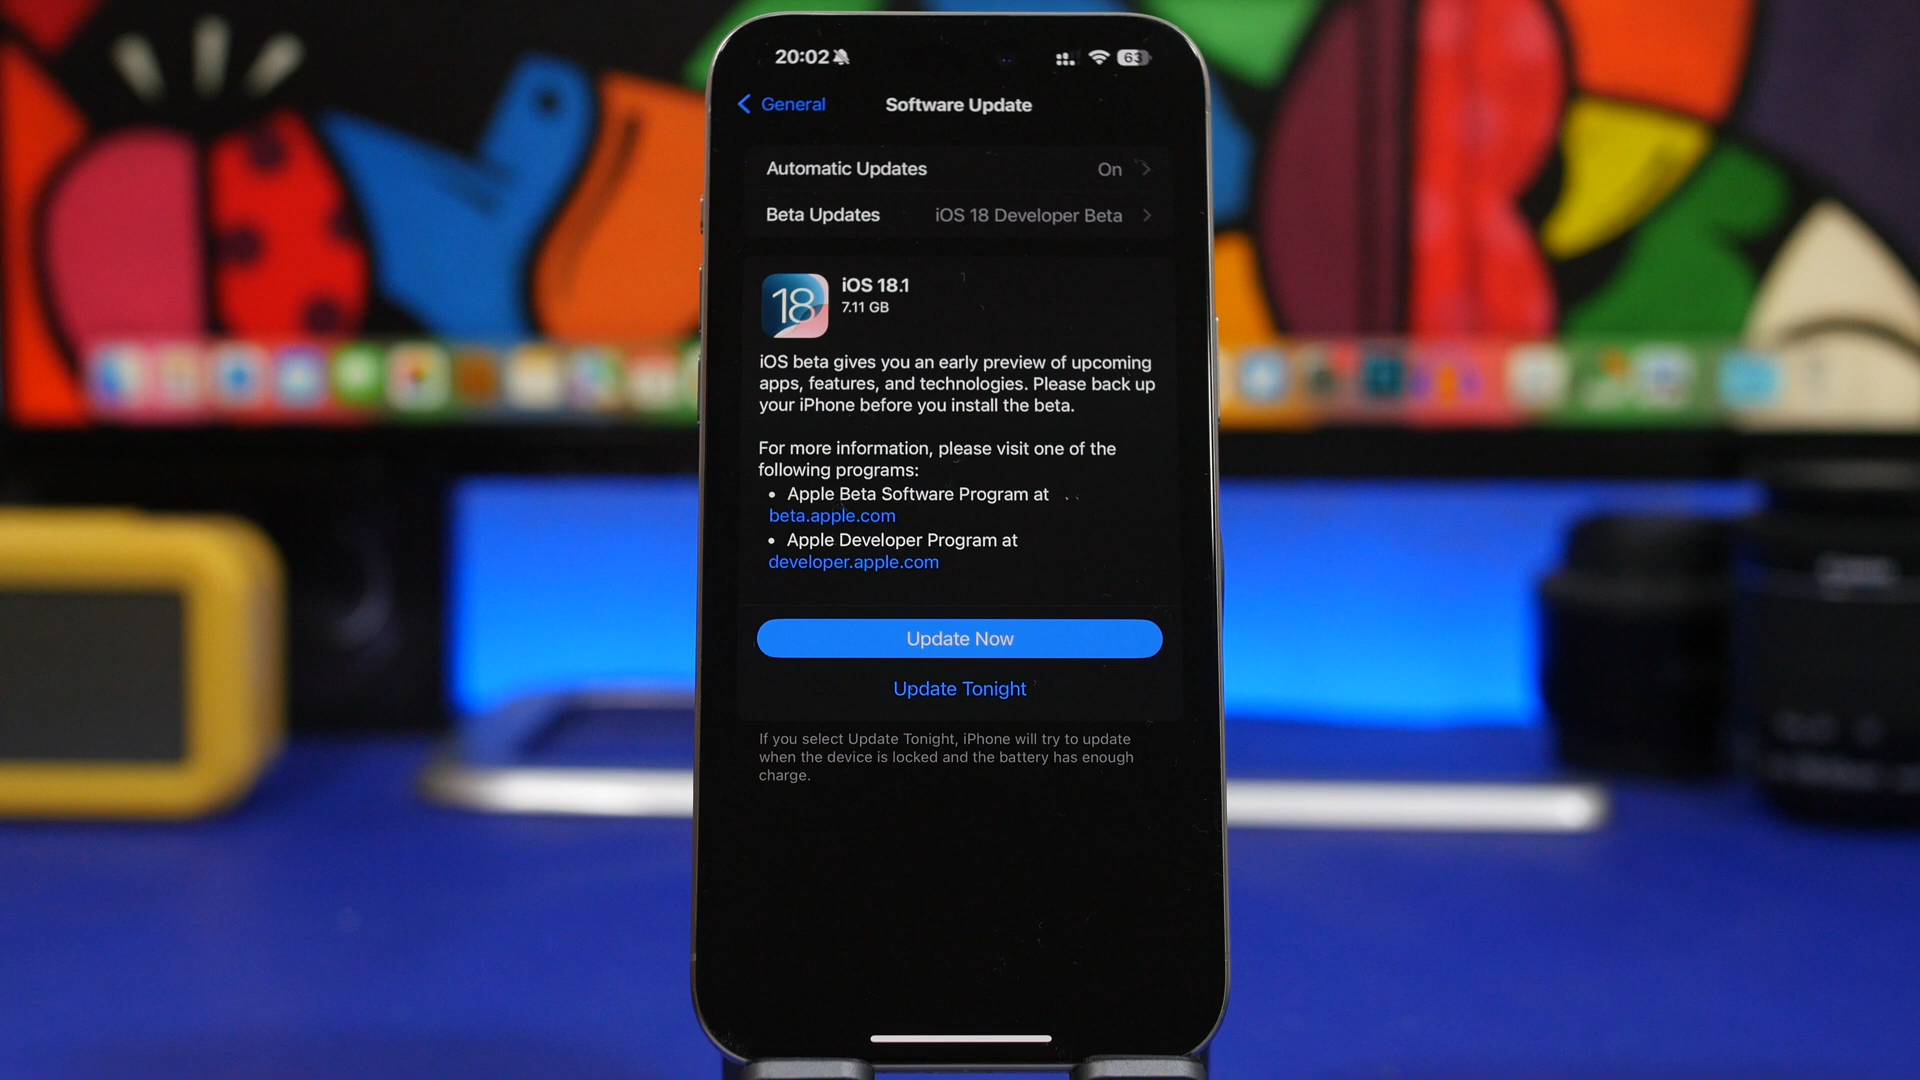 20:02
63
General
Software Update
Automatic Updates On
Beta Updates iOS 18 Developer Beta
18
iOS 18.1
7.11 GB
iOS beta gives you an early preview of upcoming
apps, features, and technologies. Please back up
your iPhone before you install the beta.
For more information, please visit one of the
following programs:
• Apple Beta Software Program at
beta.apple.com
• Apple Developer Program at
developer.apple.com
Update Now
Update Tonight
If you select Update Tonight, iPhone will try to update
when the device is locked and the battery has enough
charge.